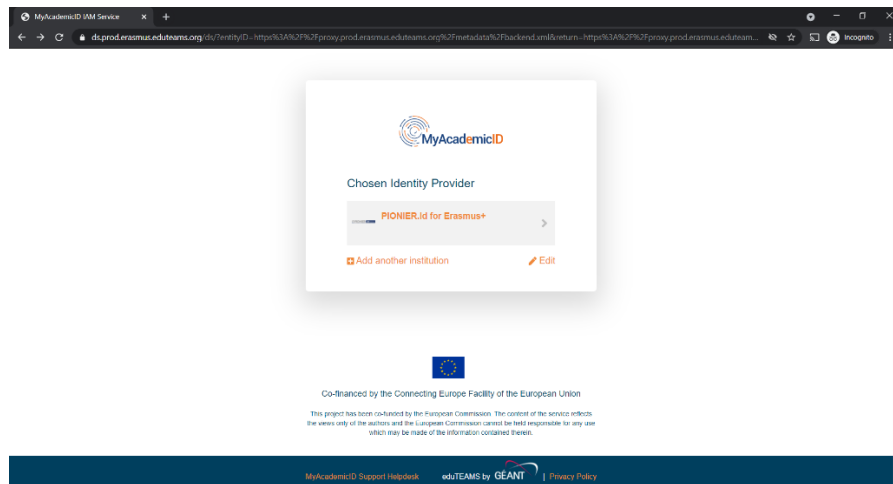 MyAcademicID IAM Service
ds.prod.erasmus.eduteams.org/ds/?entityID=https%3A%2F%2Fproxy.prod.erasmus.eduteams.org%2Fmetadata%2Fbackend.xml&return=https%3A%2F%2Fproxy.prod.erasmus.eduteam...
Incognito
MyAcademicID
Chosen Identity Provider
PIONIER.id for Erasmus+
Add another institution
Edit
Co-financed by the Connecting Europe Facility of the European Union
This project has been co-funded by the European Commission. The content of the service reflects
the views only of the authors and the European Commission cannot be held responsible for any use
which may be made of the information contained therein.
MyAcademicID Support Helpdesk eduTEAMS by GÉANT | Privacy Policy